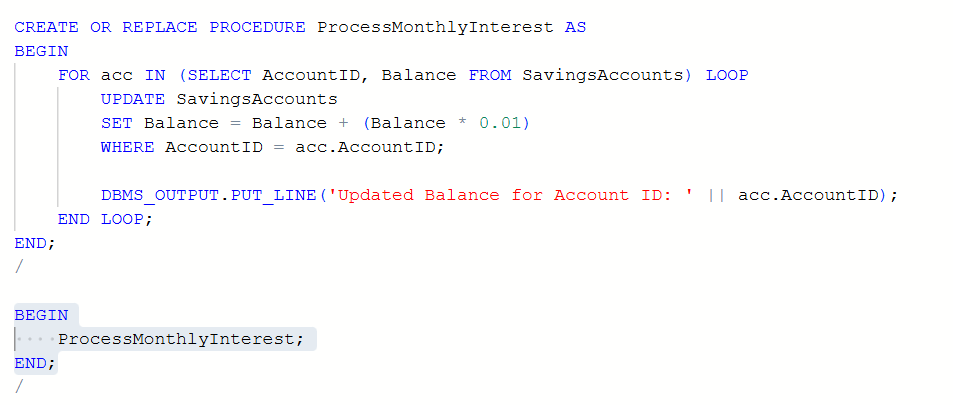 CREATE OR REPLACE PROCEDURE ProcessMonthlyInterest AS
BEGIN
    FOR acc IN (SELECT AccountID, Balance FROM SavingsAccounts) LOOP
        UPDATE SavingsAccounts
        SET Balance = Balance + (Balance * 0.01)
        WHERE AccountID = acc.AccountID;

        DBMS_OUTPUT.PUT_LINE('Updated Balance for Account ID: ' || acc.AccountID);
    END LOOP;
END;
/

BEGIN
    ProcessMonthlyInterest;
END;
/